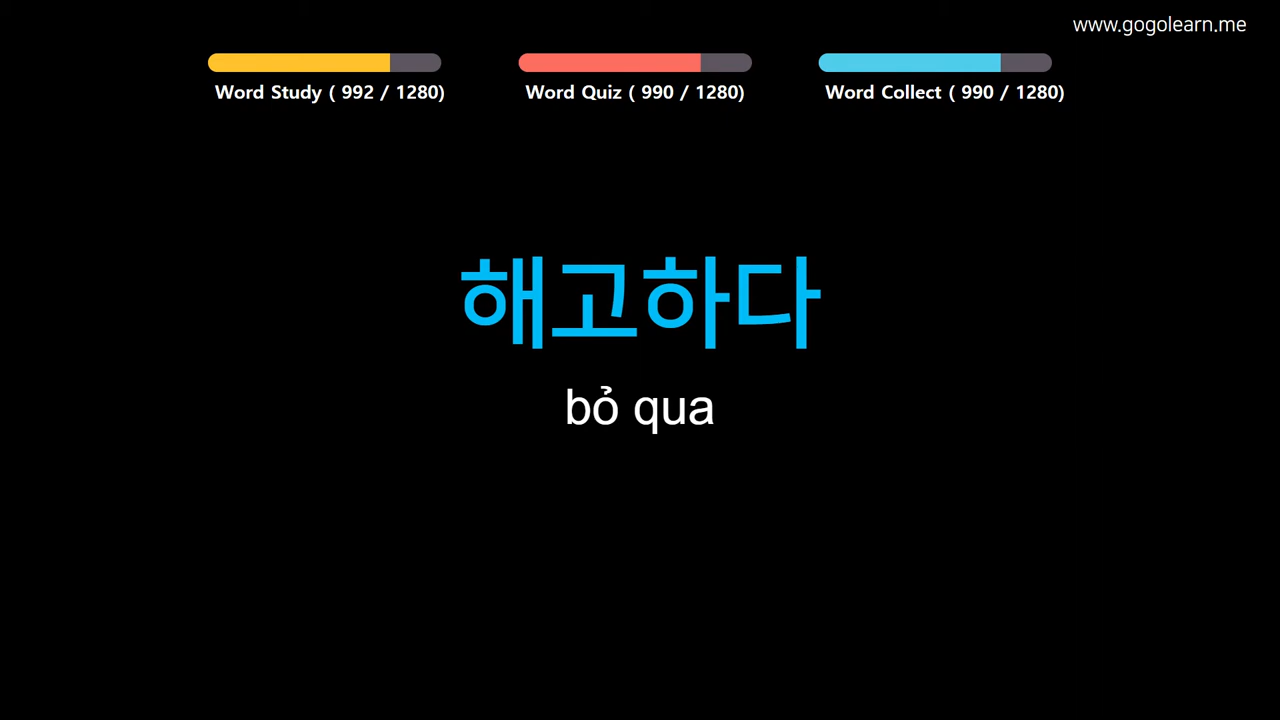 www.gogolearn.me
Word Study ( 992 / 1280)
Word Quiz ( 990 / 1280)
Word Collect ( 990 / 1280)
해고하다
bỏ qua